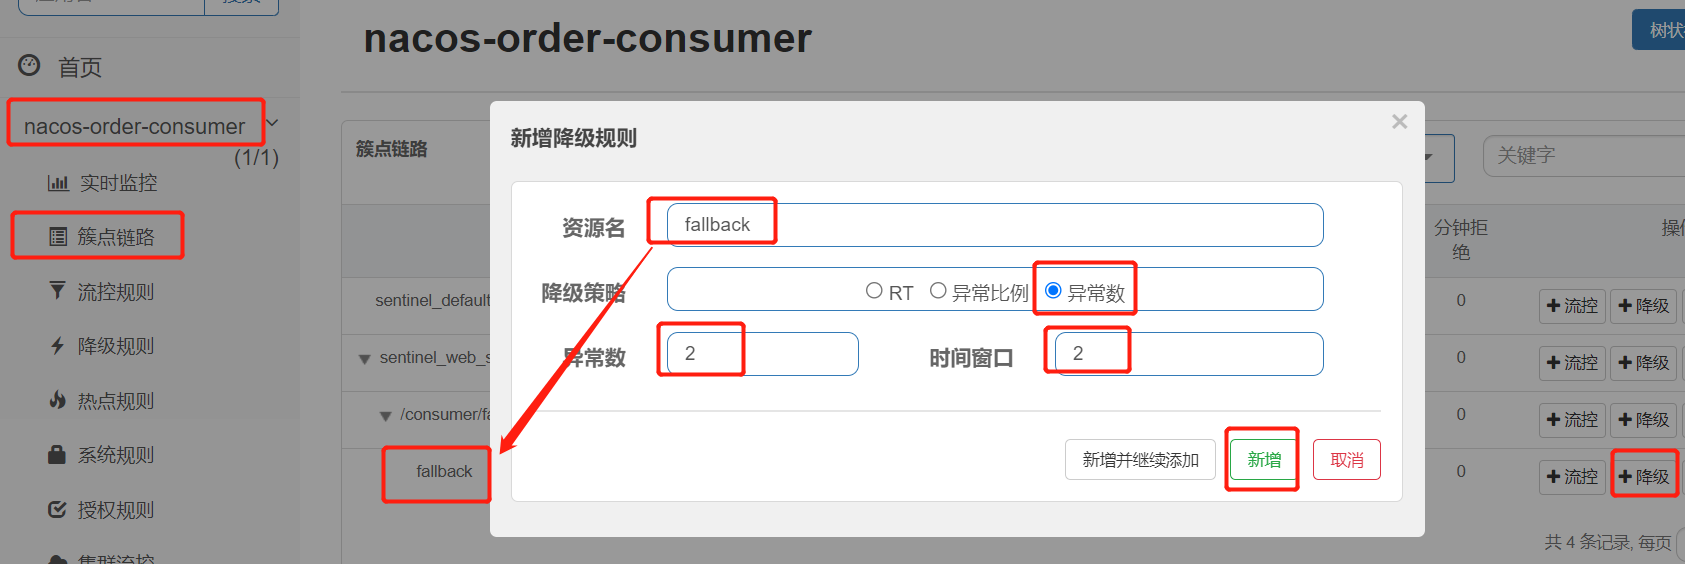 nacos-order-consumer
首页
nacos-order-consumer
(1/1)
实时监控
簇点链路
流控规则
降级规则
热点规则
系统规则
授权规则
集群流控
簇点链路
关键字
分钟拒
绝
sentinel_default
0
流控
降级
sentinel_web_s
0
流控
降级
/consumer/fa
0
流控
降级
fallback
0
流控
降级
共 4 条记录, 每页
新增降级规则
×
资源名
fallback
降级策略
RT
异常比例
异常数
异常数
2
时间窗口
2
新增并继续添加
新增
取消